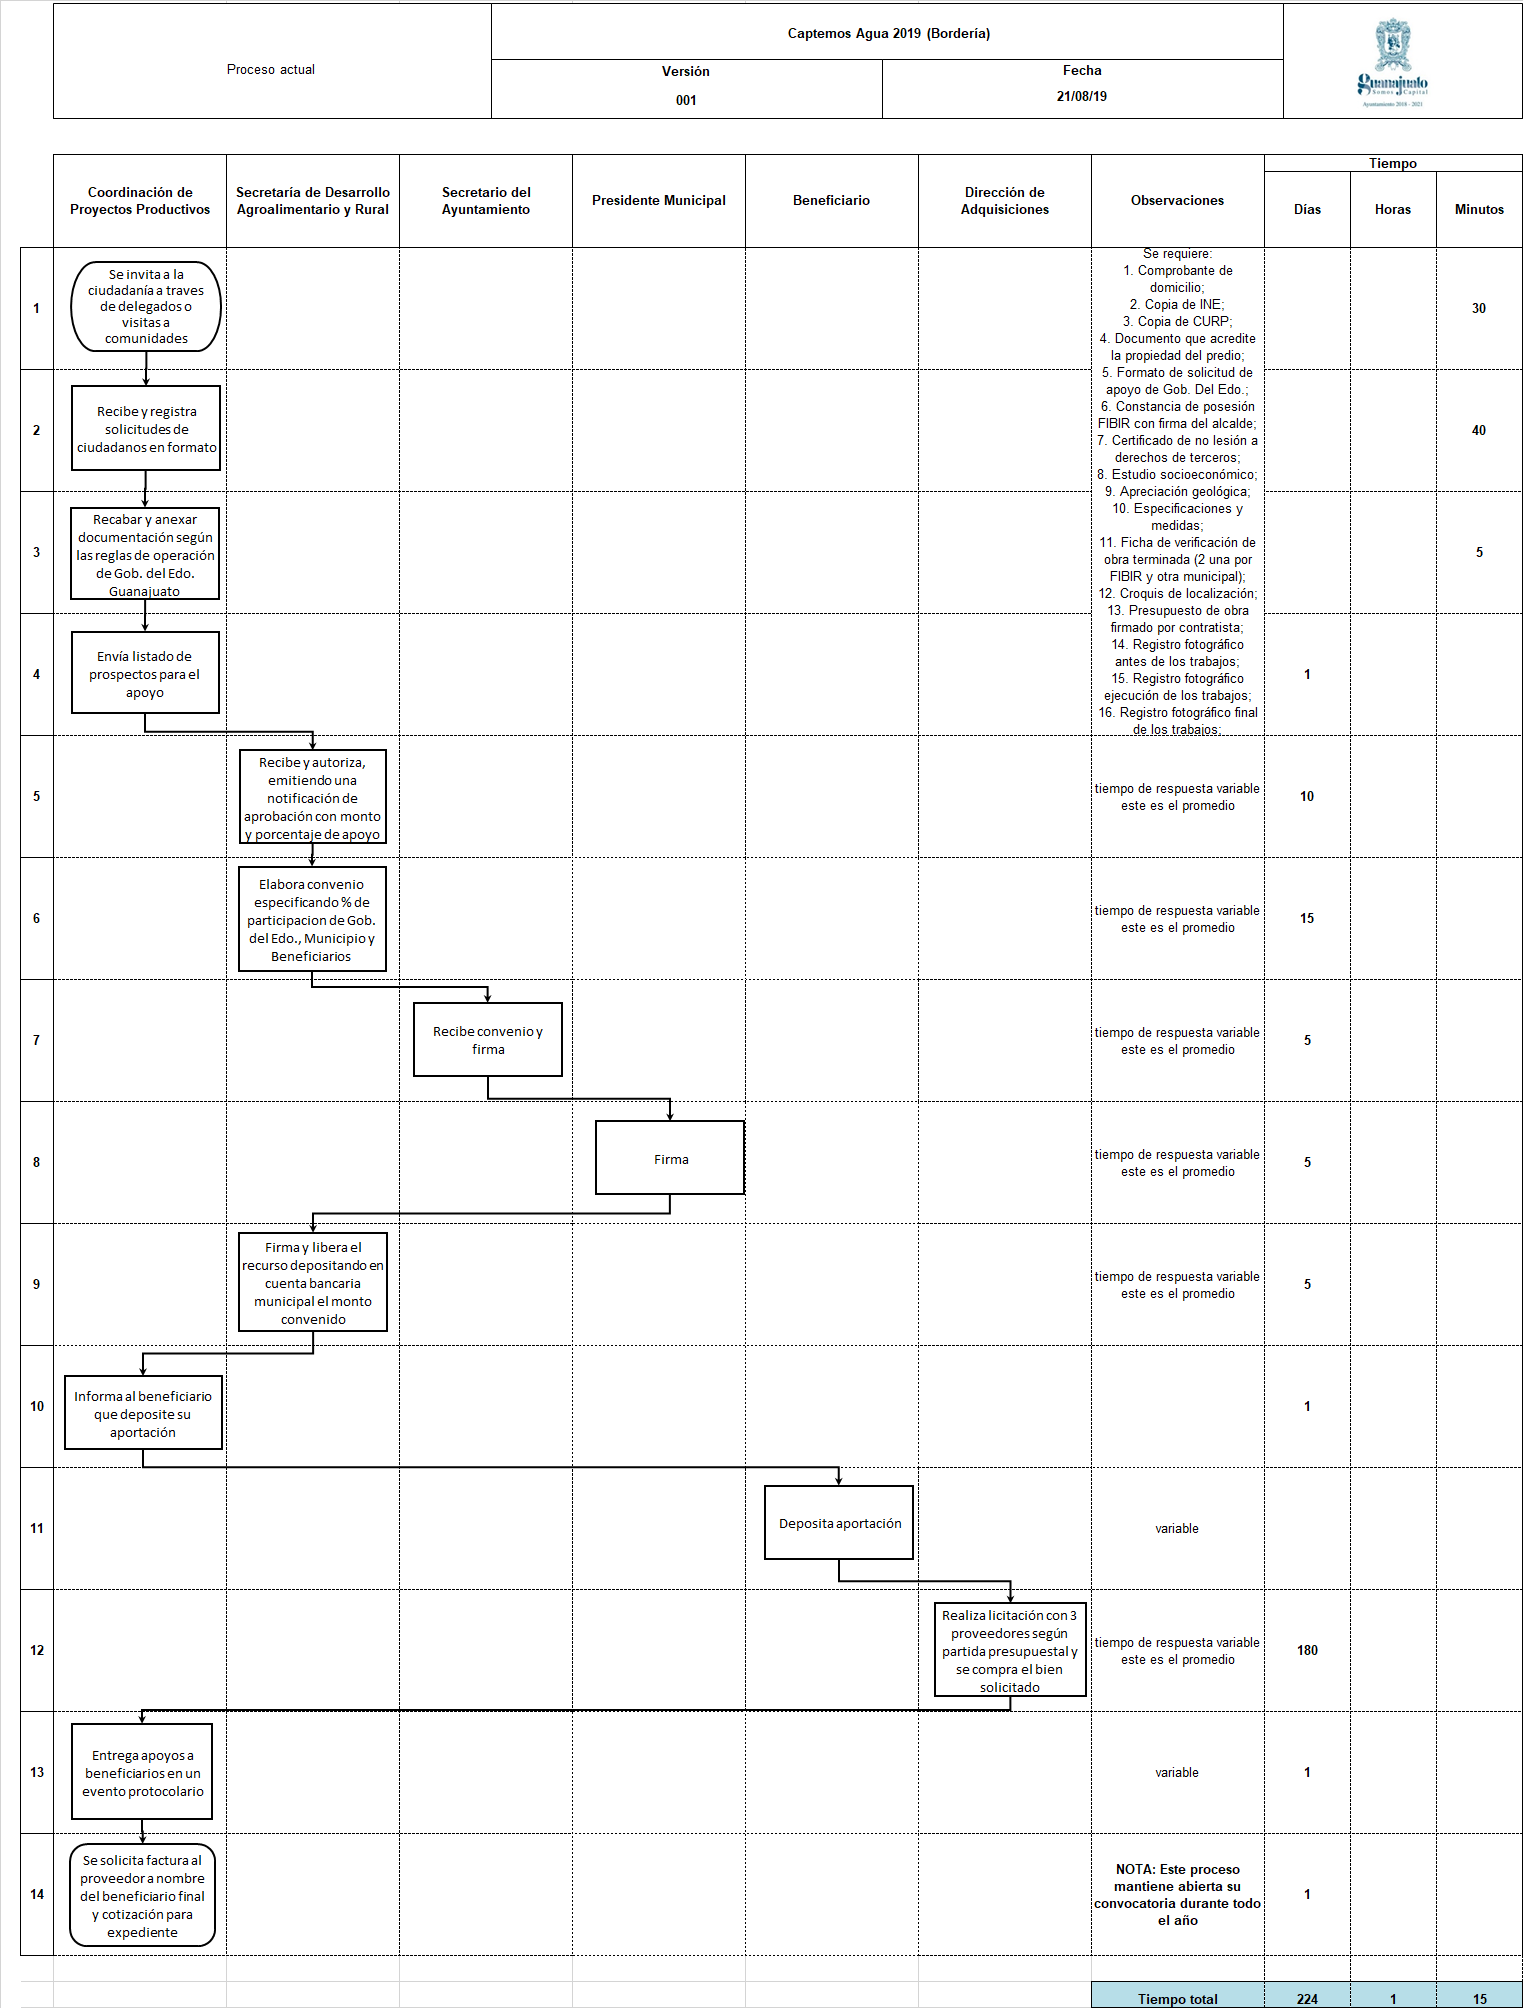 Proceso actual
Captemos Agua 2019 (Bordería)
Versión
001
Fecha
21/08/19
Guanajuato
Somos Capital
Ayuntamiento 2018 - 2021
Coordinación de
Proyectos Productivos
Secretaría de Desarrollo
Agroalimentario y Rural
Secretario del
Ayuntamiento
Presidente Municipal
Beneficiario
Dirección de
Adquisiciones
Observaciones
Tiempo
Días
Horas
Minutos
1
Se invita a la
ciudadanía a traves
de delegados o
visitas a
comunidades
30
2
Recibe y registra
solicitudes de
ciudadanos en formato
40
3
Recabar y anexar
documentación según
las reglas de operación
de Gob. del Edo.
Guanajuato
5
4
Envía listado de
prospectos para el
apoyo
1
Se requiere:
1. Comprobante de
domicilio;
2. Copia de INE;
3. Copia de CURP;
4. Documento que acredite
la propiedad del predio;
5. Formato de solicitud de
apoyo de Gob. Del Edo.;
6. Constancia de posesión
FIBIR con firma del alcalde;
7. Certificado de no lesión a
derechos de terceros;
8. Estudio socioeconómico;
9. Apreciación geológica;
10. Especificaciones y
medidas;
11. Ficha de verificación de
obra terminada (2 una por
FIBIR y otra municipal);
12. Croquis de localización;
13. Presupuesto de obra
firmado por contratista;
14. Registro fotográfico
antes de los trabajos;
15. Registro fotográfico
ejecución de los trabajos;
16. Registro fotográfico final
de los trabajos;
5
Recibe y autoriza,
emitiendo una
notificación de
aprobación con monto
y porcentaje de apoyo
tiempo de respuesta variable
este es el promedio
10
6
Elabora convenio
especificando % de
participacion de Gob.
del Edo., Municipio y
Beneficiarios
tiempo de respuesta variable
este es el promedio
15
7
Recibe convenio y
firma
tiempo de respuesta variable
este es el promedio
5
8
Firma
tiempo de respuesta variable
este es el promedio
5
9
Firma y libera el
recurso depositando en
cuenta bancaria
municipal el monto
convenido
tiempo de respuesta variable
este es el promedio
5
10
Informa al beneficiario
que deposite su
aportación
1
11
Deposita aportación
variable
12
Realiza licitación con 3
proveedores según
partida presupuestal y
se compra el bien
solicitado
tiempo de respuesta variable
este es el promedio
180
13
Entrega apoyos a
beneficiarios en un
evento protocolario
variable
1
14
Se solicita factura al
proveedor a nombre
del beneficiario final
y cotización para
expediente
NOTA: Este proceso
mantiene abierta su
convocatoria durante todo
el año
1
Tiempo total
224
1
15